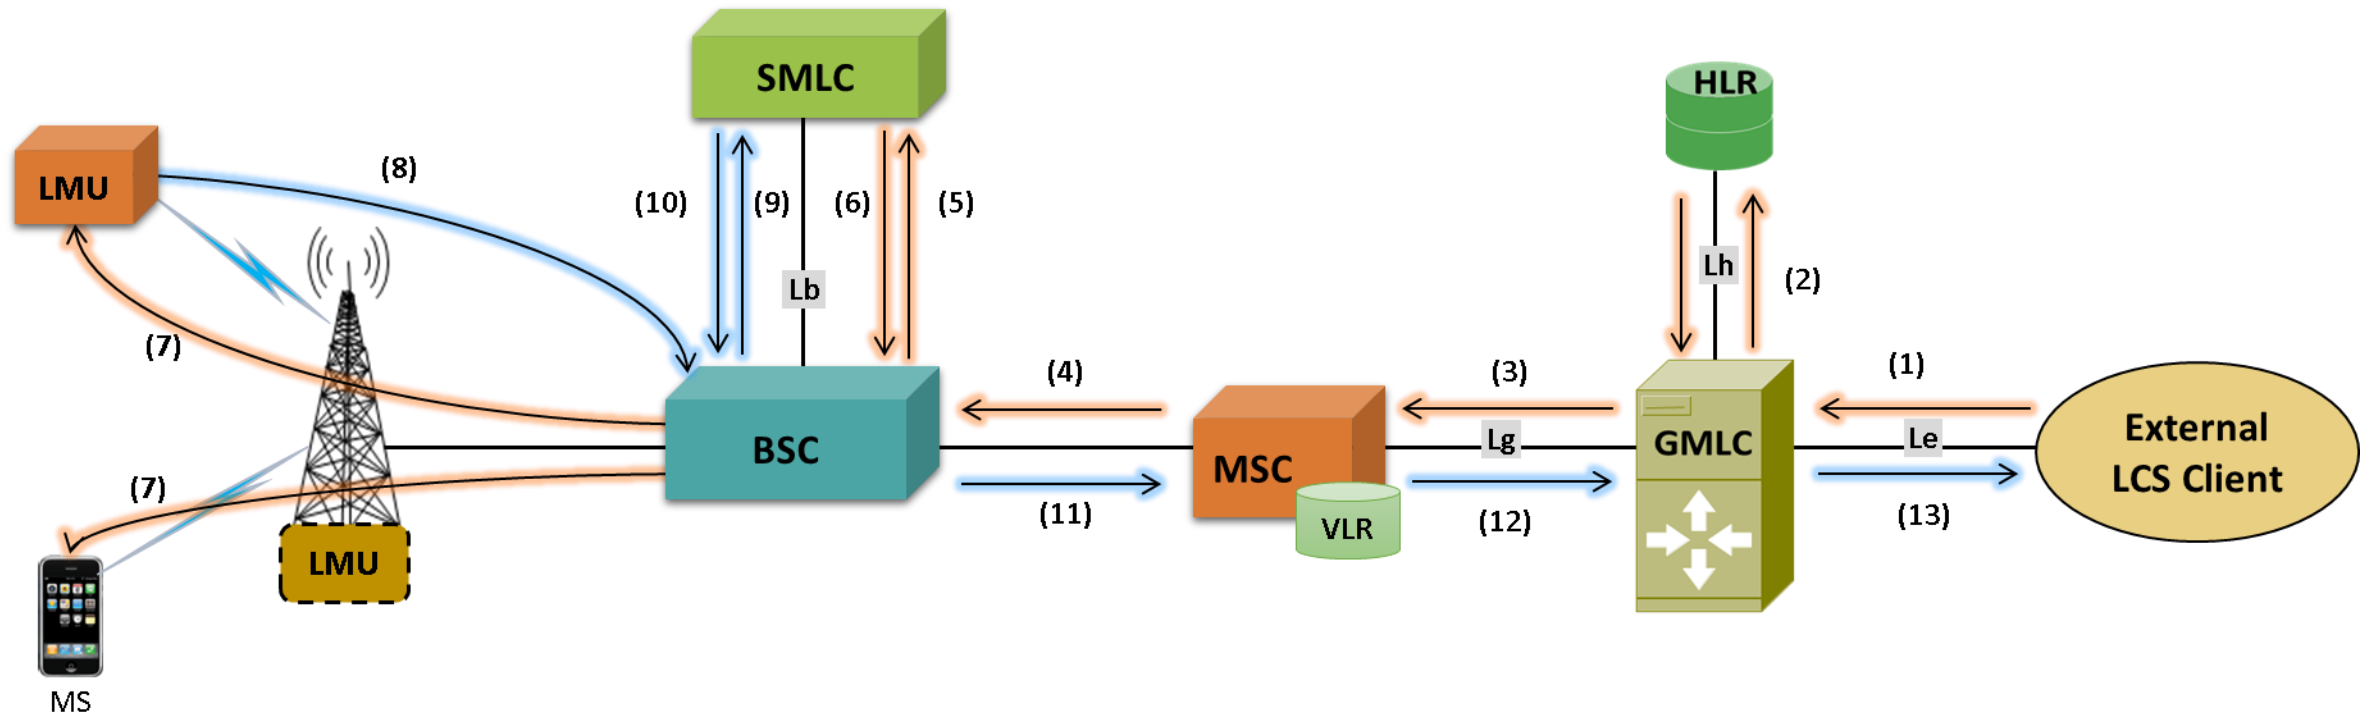 SMLC
HLR
LMU
(8)
(10)
(9)
(6)
(5)
Lb
Lh
(2)
(7)
(4)
(3)
(1)
BSC
MSC
VLR
Lg
GMLC
Le
External
LCS Client
(7)
(11)
(12)
(13)
LMU
MS